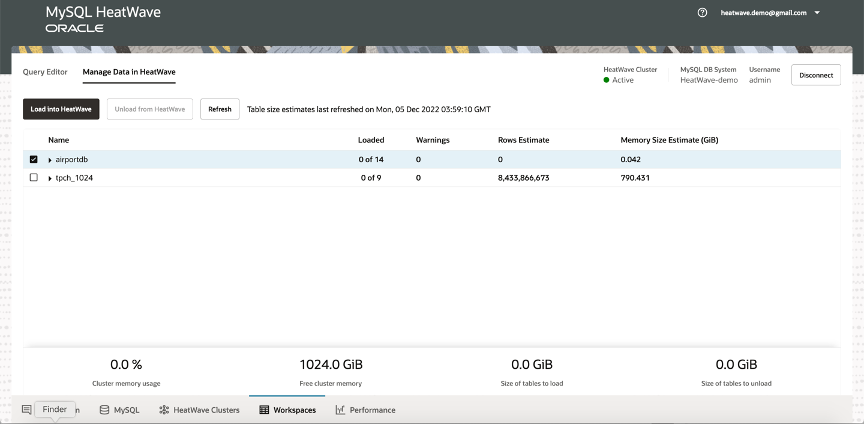 MySQL HeatWave
ORACLE
heatwave.demo@gmail.com
Query Editor
Manage Data in HeatWave
HeatWave Cluster
Active
MySQL DB System
HeatWave-demo
Username
admin
Disconnect
Load into HeatWave
Unload from HeatWave
Refresh
Table size estimates last refreshed on Mon, 05 Dec 2022 03:59:10 GMT
Name Loaded Warnings Rows Estimate Memory Size Estimate (GiB)
airportdb 0 of 14 0 0 0.042
tpch_1024 0 of 9 0 8,433,866,673 790.431
0.0 % 1024.0 GiB 0.0 GiB 0.0 GiB
Cluster memory usage Free cluster memory Size of tables to load Size of tables to unload
Finder MySQL HeatWave Clusters Workspaces Performance